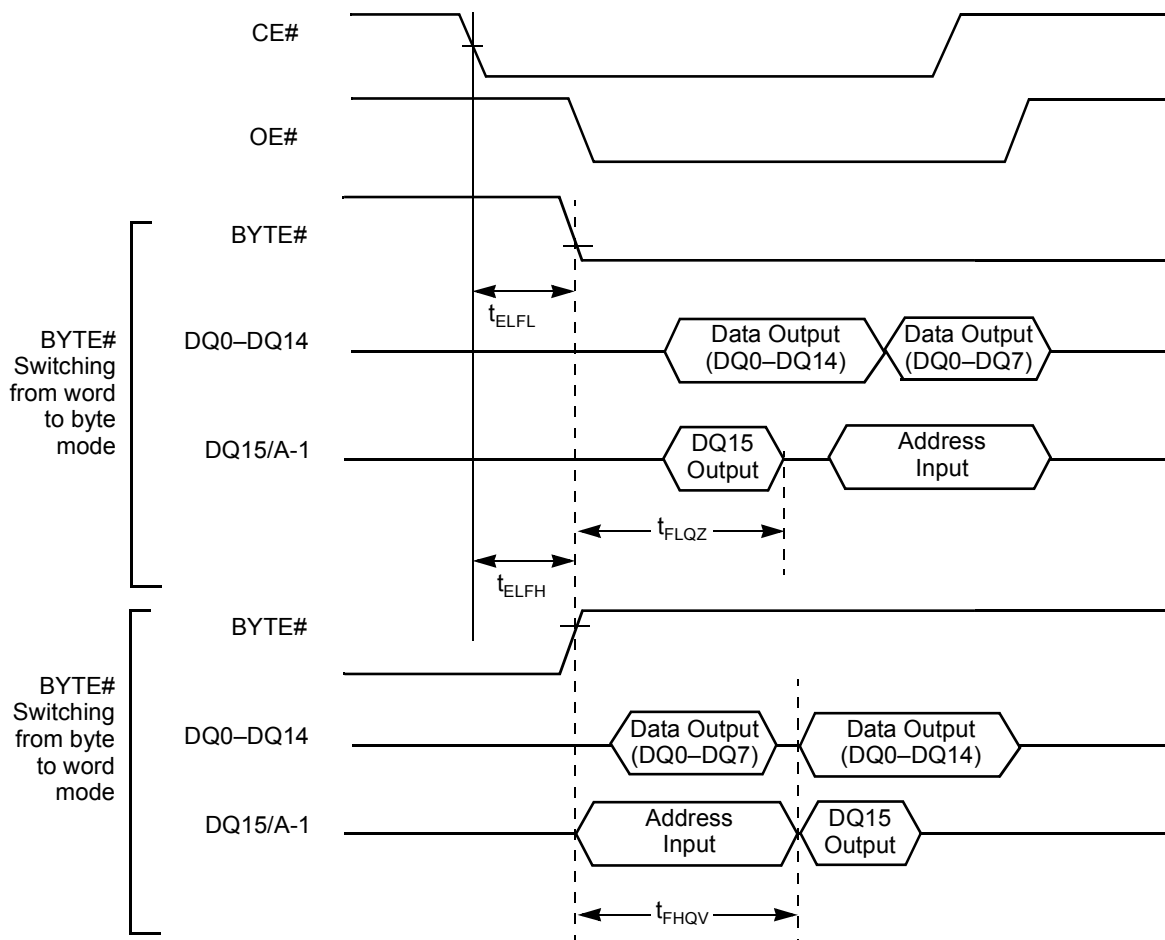 CE#
OE#
BYTE#
Switching
from word
to byte
mode
BYTE#
tELFL
DQ0–DQ14
Data Output
(DQ0–DQ14)
Data Output
(DQ0–DQ7)
DQ15/A-1
DQ15
Output
Address
Input
tFLQZ
tELFH
BYTE#
Switching
from byte
to word
mode
BYTE#
DQ0–DQ14
Data Output
(DQ0–DQ7)
Data Output
(DQ0–DQ14)
DQ15/A-1
Address
Input
DQ15
Output
tFHQV